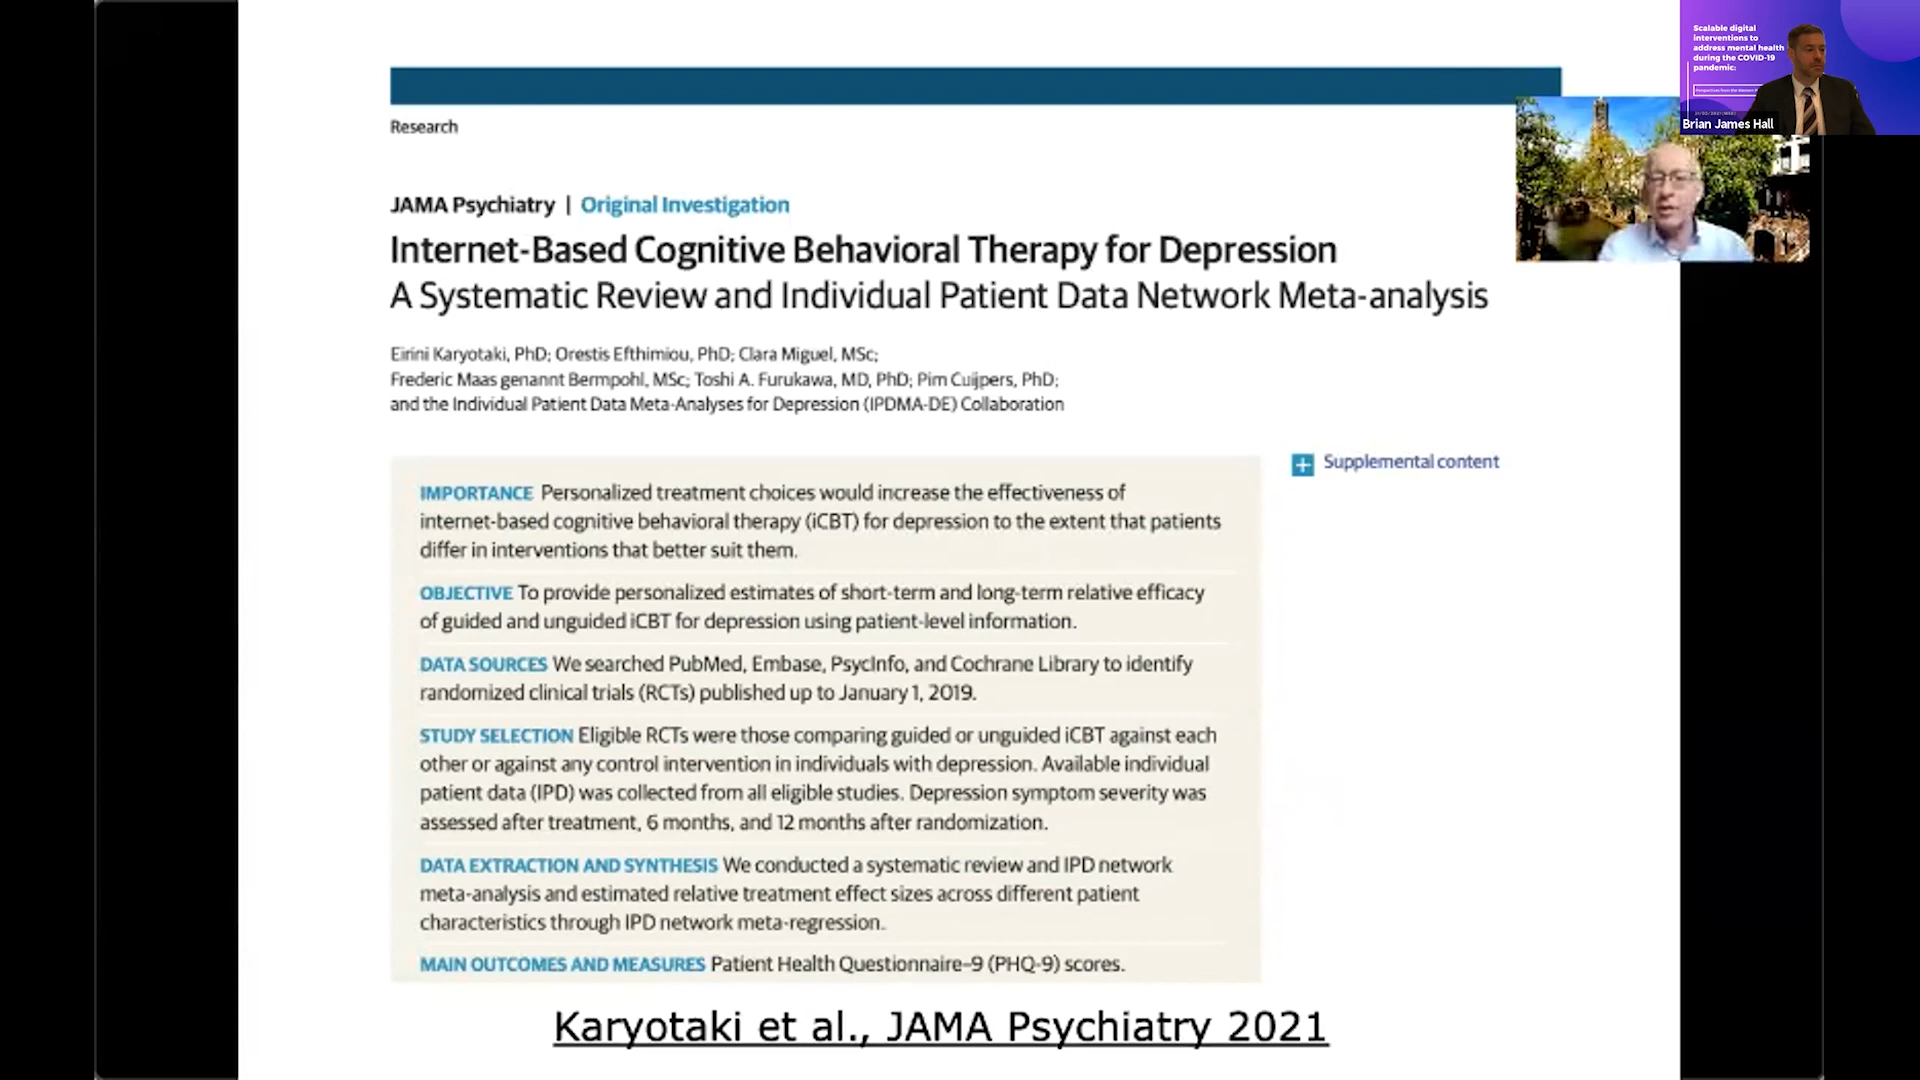 Research
JAMA Psychiatry | Original Investigation
Internet-Based Cognitive Behavioral Therapy for Depression
A Systematic Review and Individual Patient Data Network Meta-analysis
Eirini Karyotaki, PhD; Orestis Efthimiou, PhD; Clara Miguel, MSc;
Frederic Maas genannt Bermpohl, MSc; Toshi A. Furukawa, MD, PhD; Pim Cuijpers, PhD;
and the Individual Patient Data Meta-Analyses for Depression (IPDMA-DE) Collaboration
IMPORTANCE Personalized treatment choices would increase the effectiveness of
internet-based cognitive behavioral therapy (iCBT) for depression to the extent that patients
differ in interventions that better suit them.
OBJECTIVE To provide personalized estimates of short-term and long-term relative efficacy
of guided and unguided iCBT for depression using patient-level information.
DATA SOURCES We searched PubMed, Embase, PsycInfo, and Cochrane Library to identify
randomized clinical trials (RCTs) published up to January 1, 2019.
STUDY SELECTION Eligible RCTs were those comparing guided or unguided iCBT against each
other or against any control intervention in individuals with depression. Available individual
patient data (IPD) was collected from all eligible studies. Depression symptom severity was
assessed after treatment, 6 months, and 12 months after randomization.
DATA EXTRACTION AND SYNTHESIS We conducted a systematic review and IPD network
meta-analysis and estimated relative treatment effect sizes across different patient
characteristics through IPD network meta-regression.
MAIN OUTCOMES AND MEASURES Patient Health Questionnaire–9 (PHQ-9) scores.
Supplemental content
Karyotaki et al., JAMA Psychiatry 2021
Scalable digital
interventions to
address mental health
during the COVID-19
pandemic:
Brian James Hall